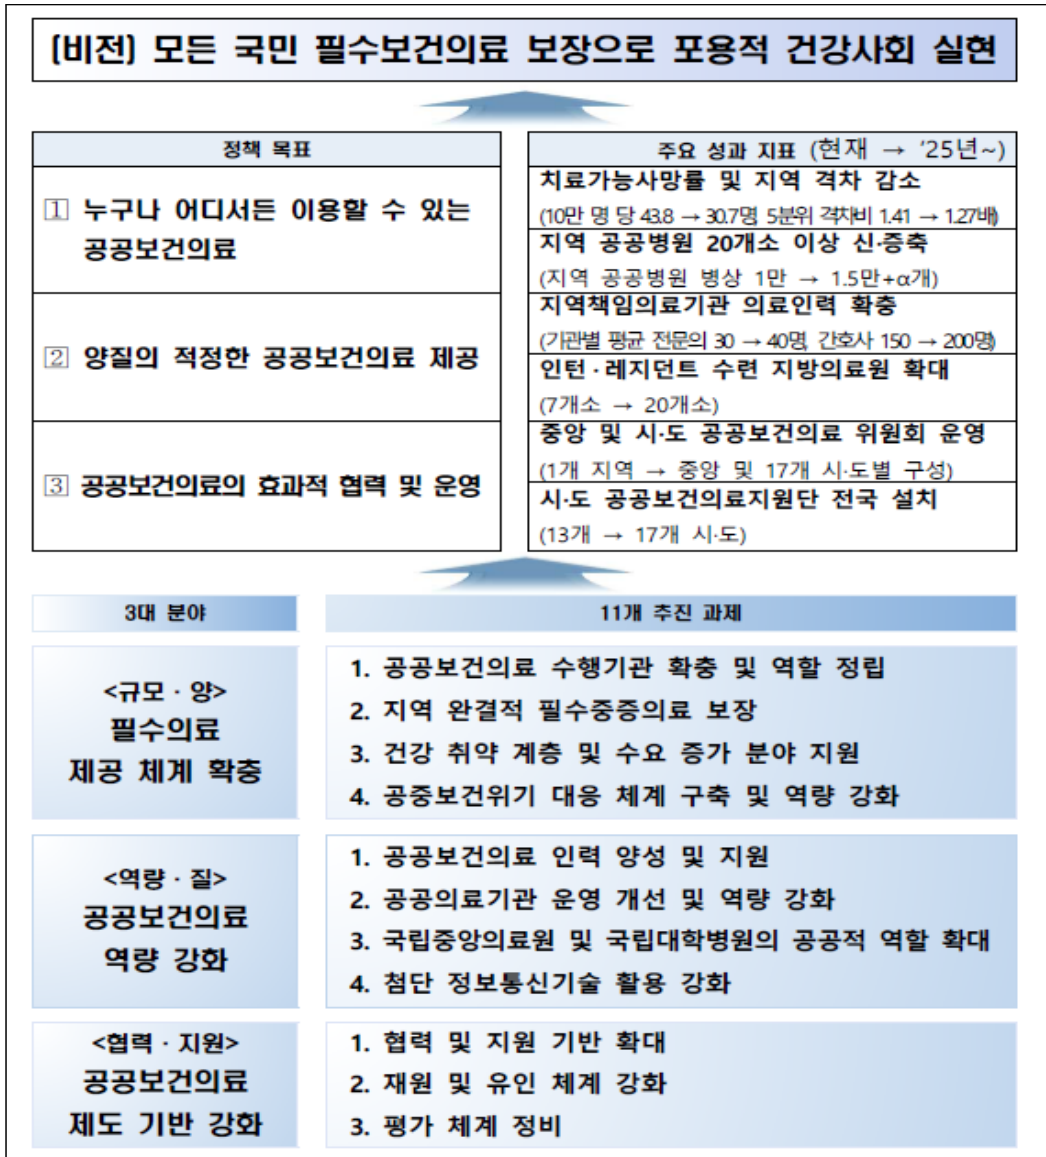 (비전) 모든 국민 필수보건의료 보장으로 포용적 건강사회 실현
정책 목표
주요 성과 지표 (현재 → '25년~)
1 누구나 어디서든 이용할 수 있는
공공보건의료
치료가능사망률 및 지역 격차 감소
(10만 명 당 43.8 → 30.7명, 5분위 격차비 1.41 → 1.27배)
지역 공공병원 20개소 이상 신·증축
(지역 공공병원 병상 1만 → 1.5만+α개)
2 양질의 적정한 공공보건의료 제공
지역책임의료기관 의료인력 확충
(기관별 평균 전문의 30 → 40명, 간호사 150 → 200명)
인턴·레지던트 수련 지방의료원 확대
(7개소 → 20개소)
3 공공보건의료의 효과적 협력 및 운영
중앙 및 시·도 공공보건의료 위원회 운영
(1개 지역 → 중앙 및 17개 시·도별 구성)
시·도 공공보건의료지원단 전국 설치
(13개 → 17개 시·도)
3대 분야
11개 추진 과제
<규모·양>
필수의료
제공 체계 확충
1. 공공보건의료 수행기관 확충 및 역할 정립
2. 지역 완결적 필수중증의료 보장
3. 건강 취약 계층 및 수요 증가 분야 지원
4. 공중보건위기 대응 체계 구축 및 역량 강화
<역량·질>
공공보건의료
역량 강화
1. 공공보건의료 인력 양성 및 지원
2. 공공의료기관 운영 개선 및 역량 강화
3. 국립중앙의료원 및 국립대학병원의 공공적 역할 확대
4. 첨단 정보통신기술 활용 강화
<협력·지원>
공공보건의료
제도 기반 강화
1. 협력 및 지원 기반 확대
2. 재원 및 유인 체계 강화
3. 평가 체계 정비